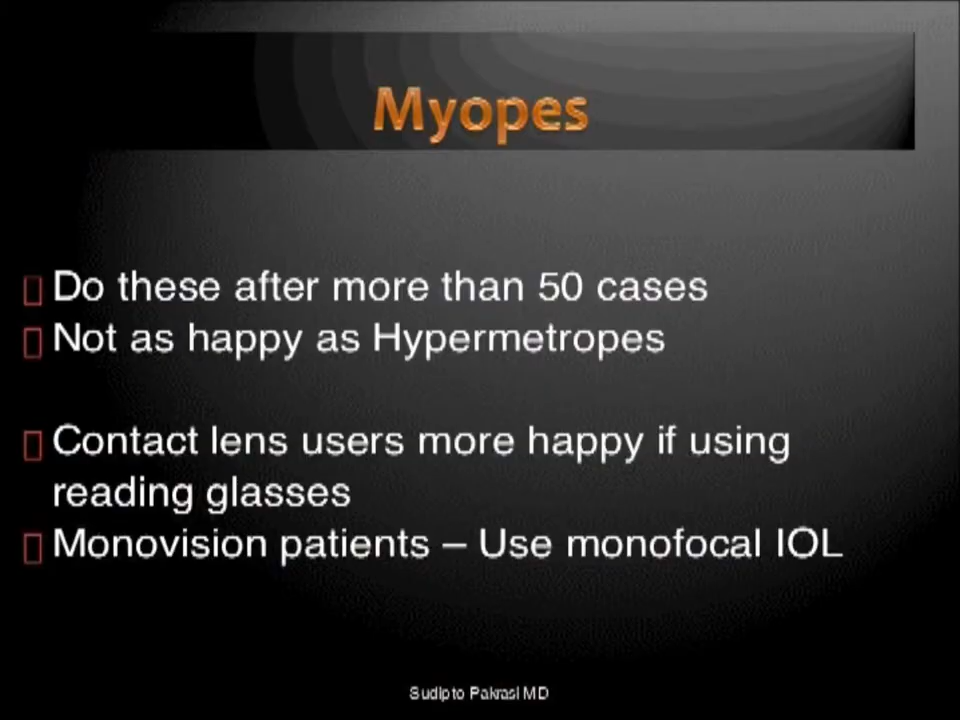 Myopes
Do these after more than 50 cases
Not as happy as Hypermetropes
Contact lens users more happy if using
reading glasses
Monovision patients – Use monofocal IOL
Sudipto Pakrasi MD